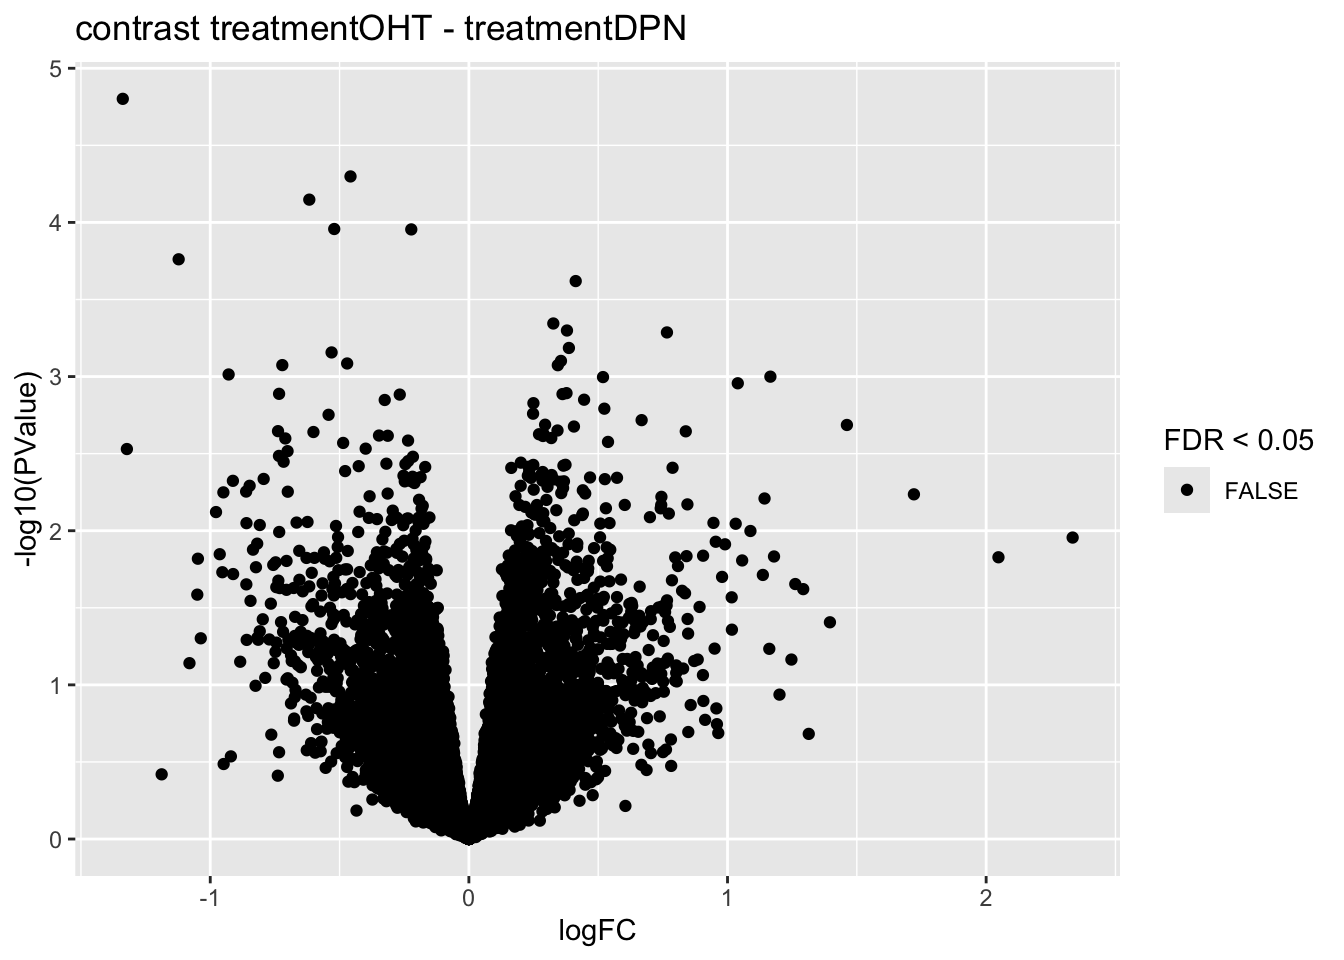 contrast treatmentOHT - treatmentDPN
5
4
3
2
1
0
-log10(PValue)
-1
0
1
2
logFC
FDR < 0.05
FALSE